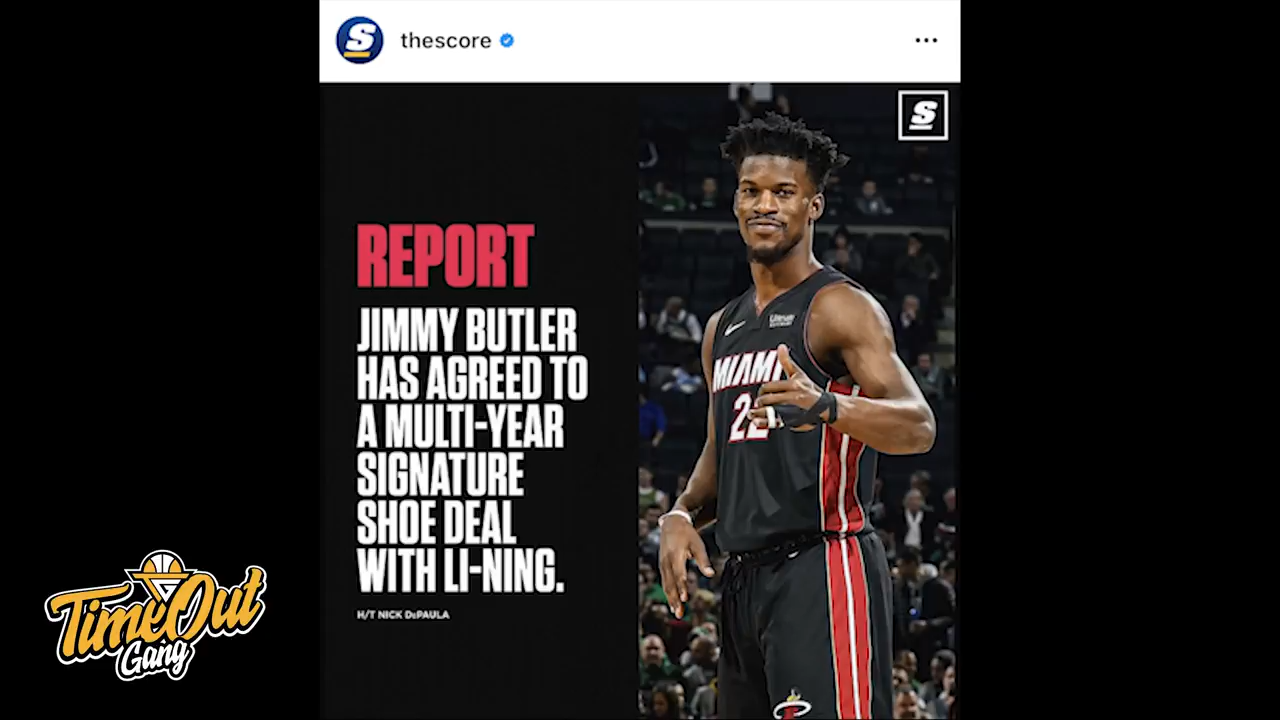 S
thescore
S
REPORT
JIMMY BUTLER
HAS AGREED TO
A MULTI-YEAR
SIGNATURE
SHOE DEAL
WITH LI-NING.
H/T NICK DePAULA
MIAMI
22
TimeOut
Gang